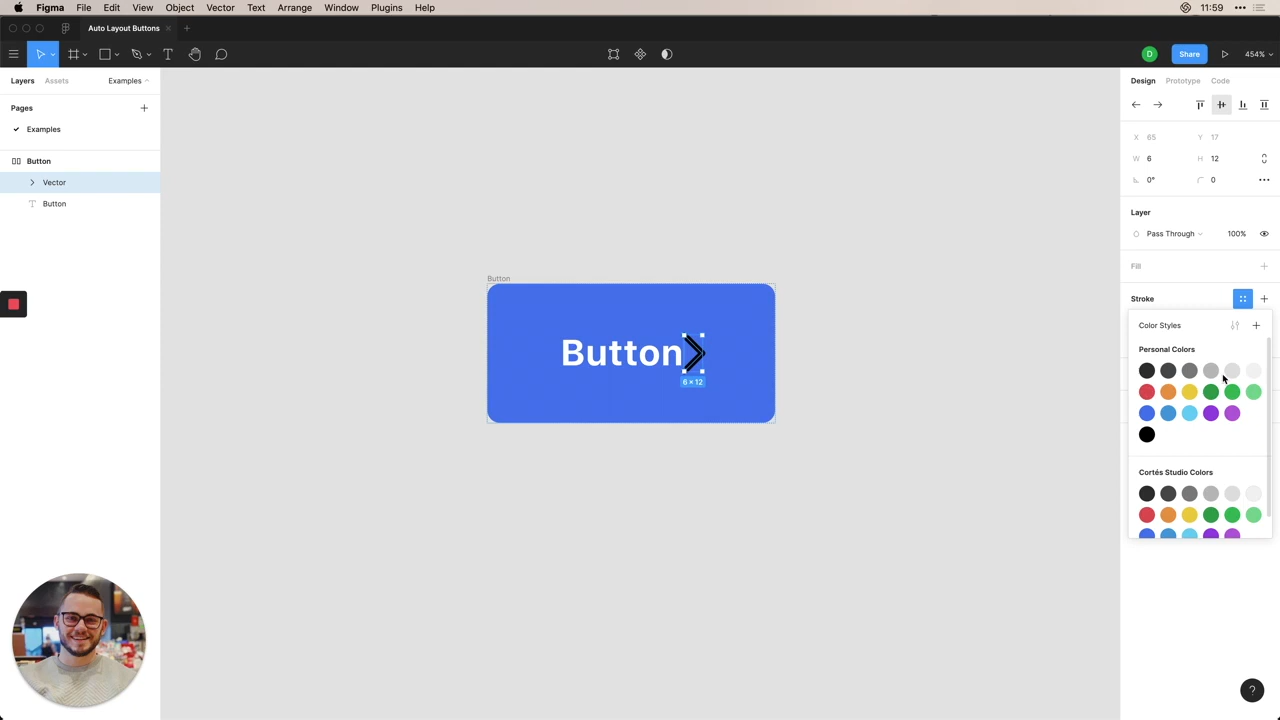 Figma File Edit View Object Vector Text Arrange Window Plugins Help 11:59
Auto Layout Buttons
D Share 454%
Layers Assets Examples
Design Prototype Code
Pages
Examples
Button
Vector
Button
Button
Button
6 × 12
X 65 Y 17
W 6 H 12
0° 0
Layer
Pass Through 100%
Fill
Stroke
Color Styles
Personal Colors
Cortés Studio Colors
?